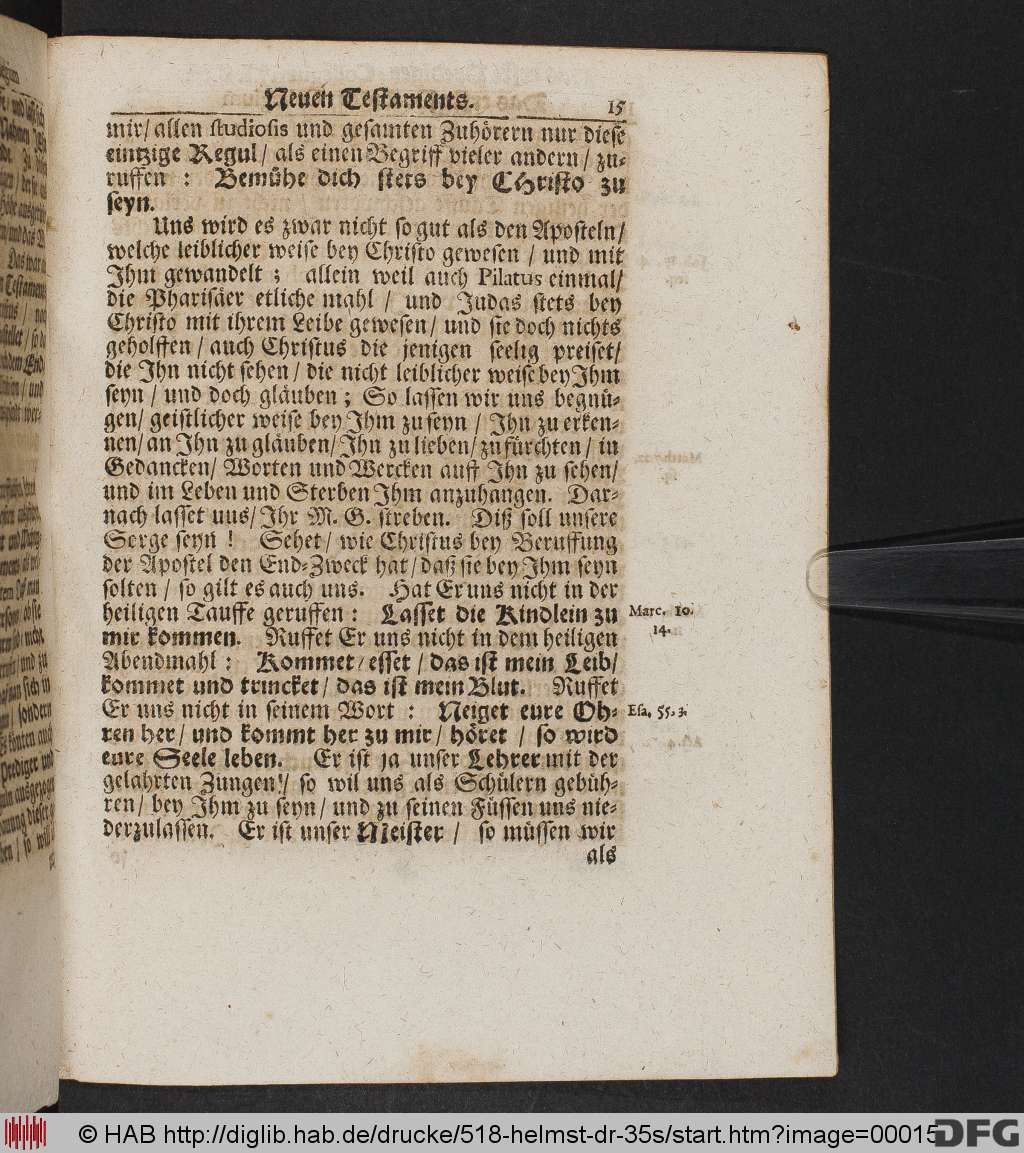 Neuen Testaments. 15
mir/ allen studiosis und gesamten Zuhörern nur diese
eintzige Regul/ als einen Begriff vieler andern/ zu-
ruffen: Bemühe dich stets bey CHristo zu
seyn.
Uns wird es zwar nicht so gut als den Aposteln/
welche leiblicher weise bey Christo gewesen/ und mit
Ihm gewandelt; allein weil auch Pilatus einmal/
die Pharisäer etliche mahl/ und Judas stets bey
Christo mit ihrem Leibe gewesen/ und sie doch nichts
geholffen/ auch Christus die jenigen seelig preiset/
die Ihn nicht sehen/ die nicht leiblicher weise bey Ihm
seyn/ und doch gläuben; So lassen wir uns begnü-
gen/ geistlicher weise bey Ihm zu seyn/ Ihn zu erken-
nen/ an Ihn zu gläuben/ Ihn zu lieben/ zu fürchten/ in
Gedancken/ Worten und Wercken auff Ihn zu sehen/
und im Leben und Sterben Ihm anzuhangen. Dar-
nach lasset uus/ Ihr M. G. streben. Diß soll unsere
Sorge seyn! Sehet/ wie Christus bey Beruffung
der Apostel den End-Zweck hat/ daß sie bey Ihm seyn
solten/ so gilt es auch uns. Hat Er uns nicht in der
heiligen Tauffe geruffen: Lasset die Kindlein zu Marc. 10.
14.
mir kommen. Ruffet Er uns nicht in dem heiligen
Abendmahl: Kommet/ esset/ das ist mein Leib/
kommet und trincket/ das ist mein Blut. Ruffet
Er uns nicht in seinem Wort: Neiget eure Oh- Esa. 55. 3.
ren her/ und kommt her zu mir/ höret/ so wird
eure Seele leben. Er ist ja unser Lehrer mit der
gelahrten Zungen/ so wil uns als Schülern gebüh-
ren/ bey Ihm zu seyn/ und zu seinen Füssen uns nie-
derzulassen. Er ist unser Meister/ so müssen wir
als
© HAB http://diglib.hab.de/drucke/518-helmst-dr-35s/start.htm?image=00015
DFG